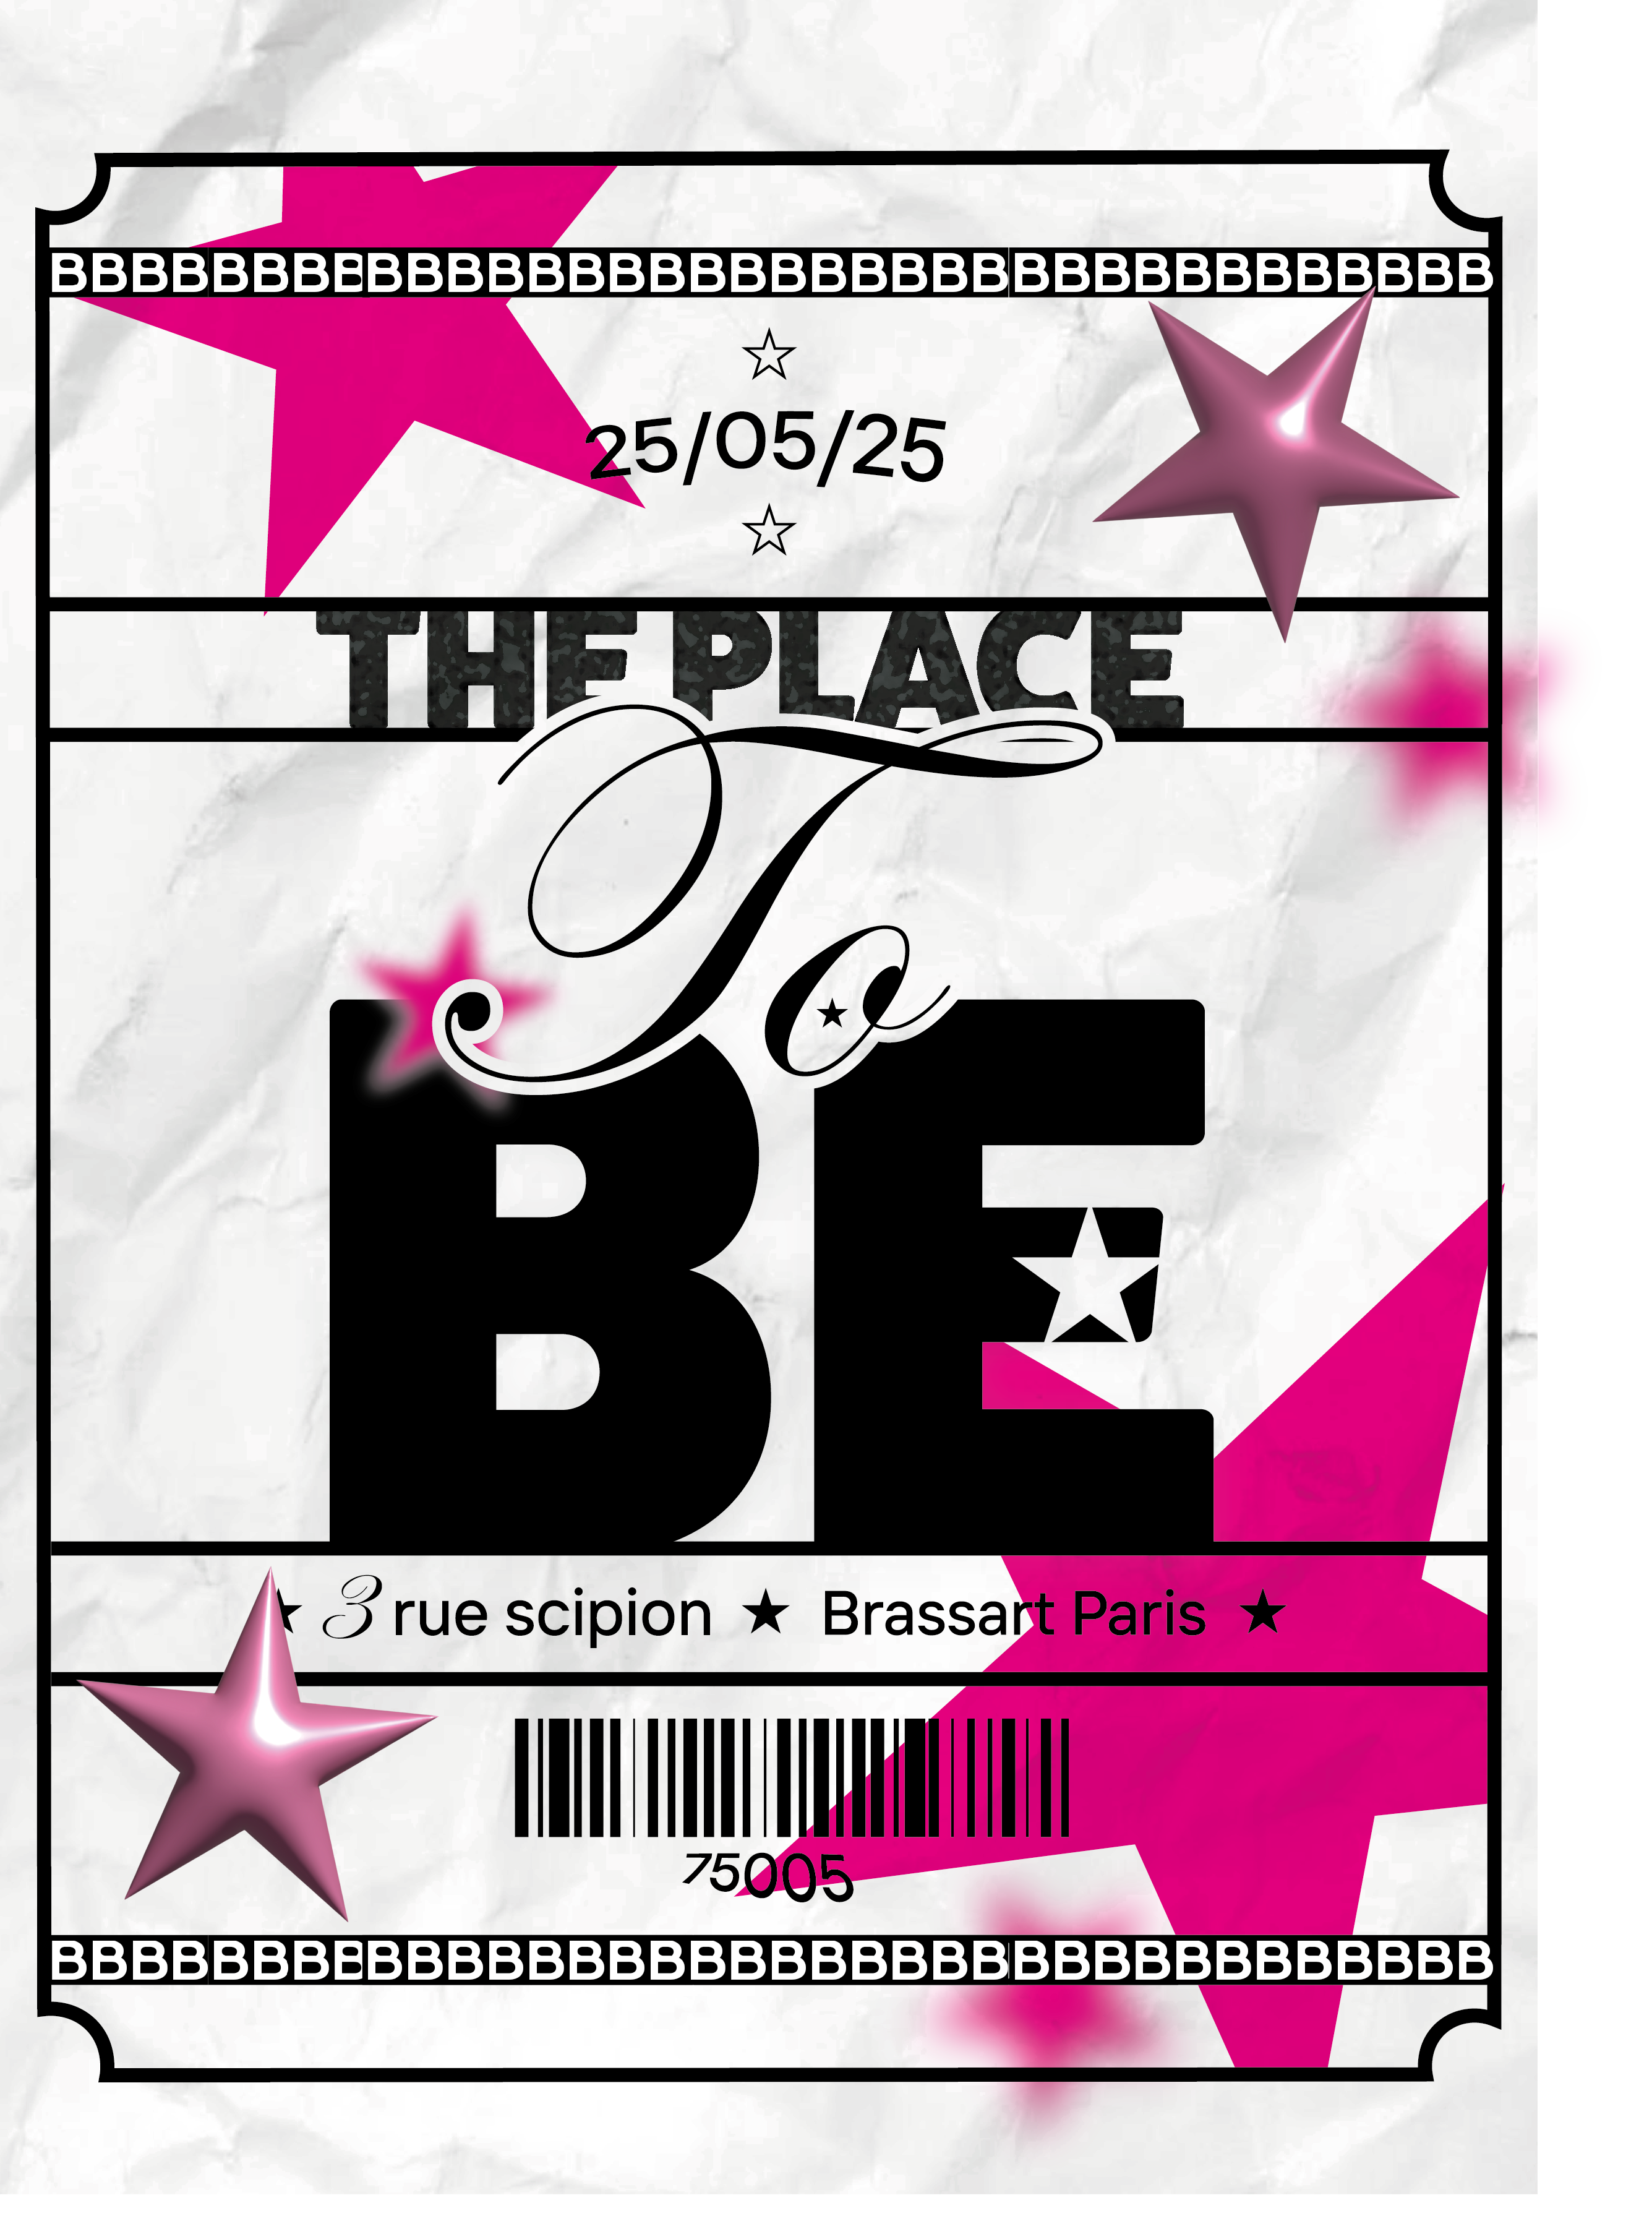 BBBBBBBBBBBBBBBBBBBBBBBBBBBBBBBBBBBB
25/05/25
THE PLACE
To
BE
3 rue scipion ★ Brassart Paris ★
75005
BBBBBBBBBBBBBBBBBBBBBBBBBBBBBBBBBBBB